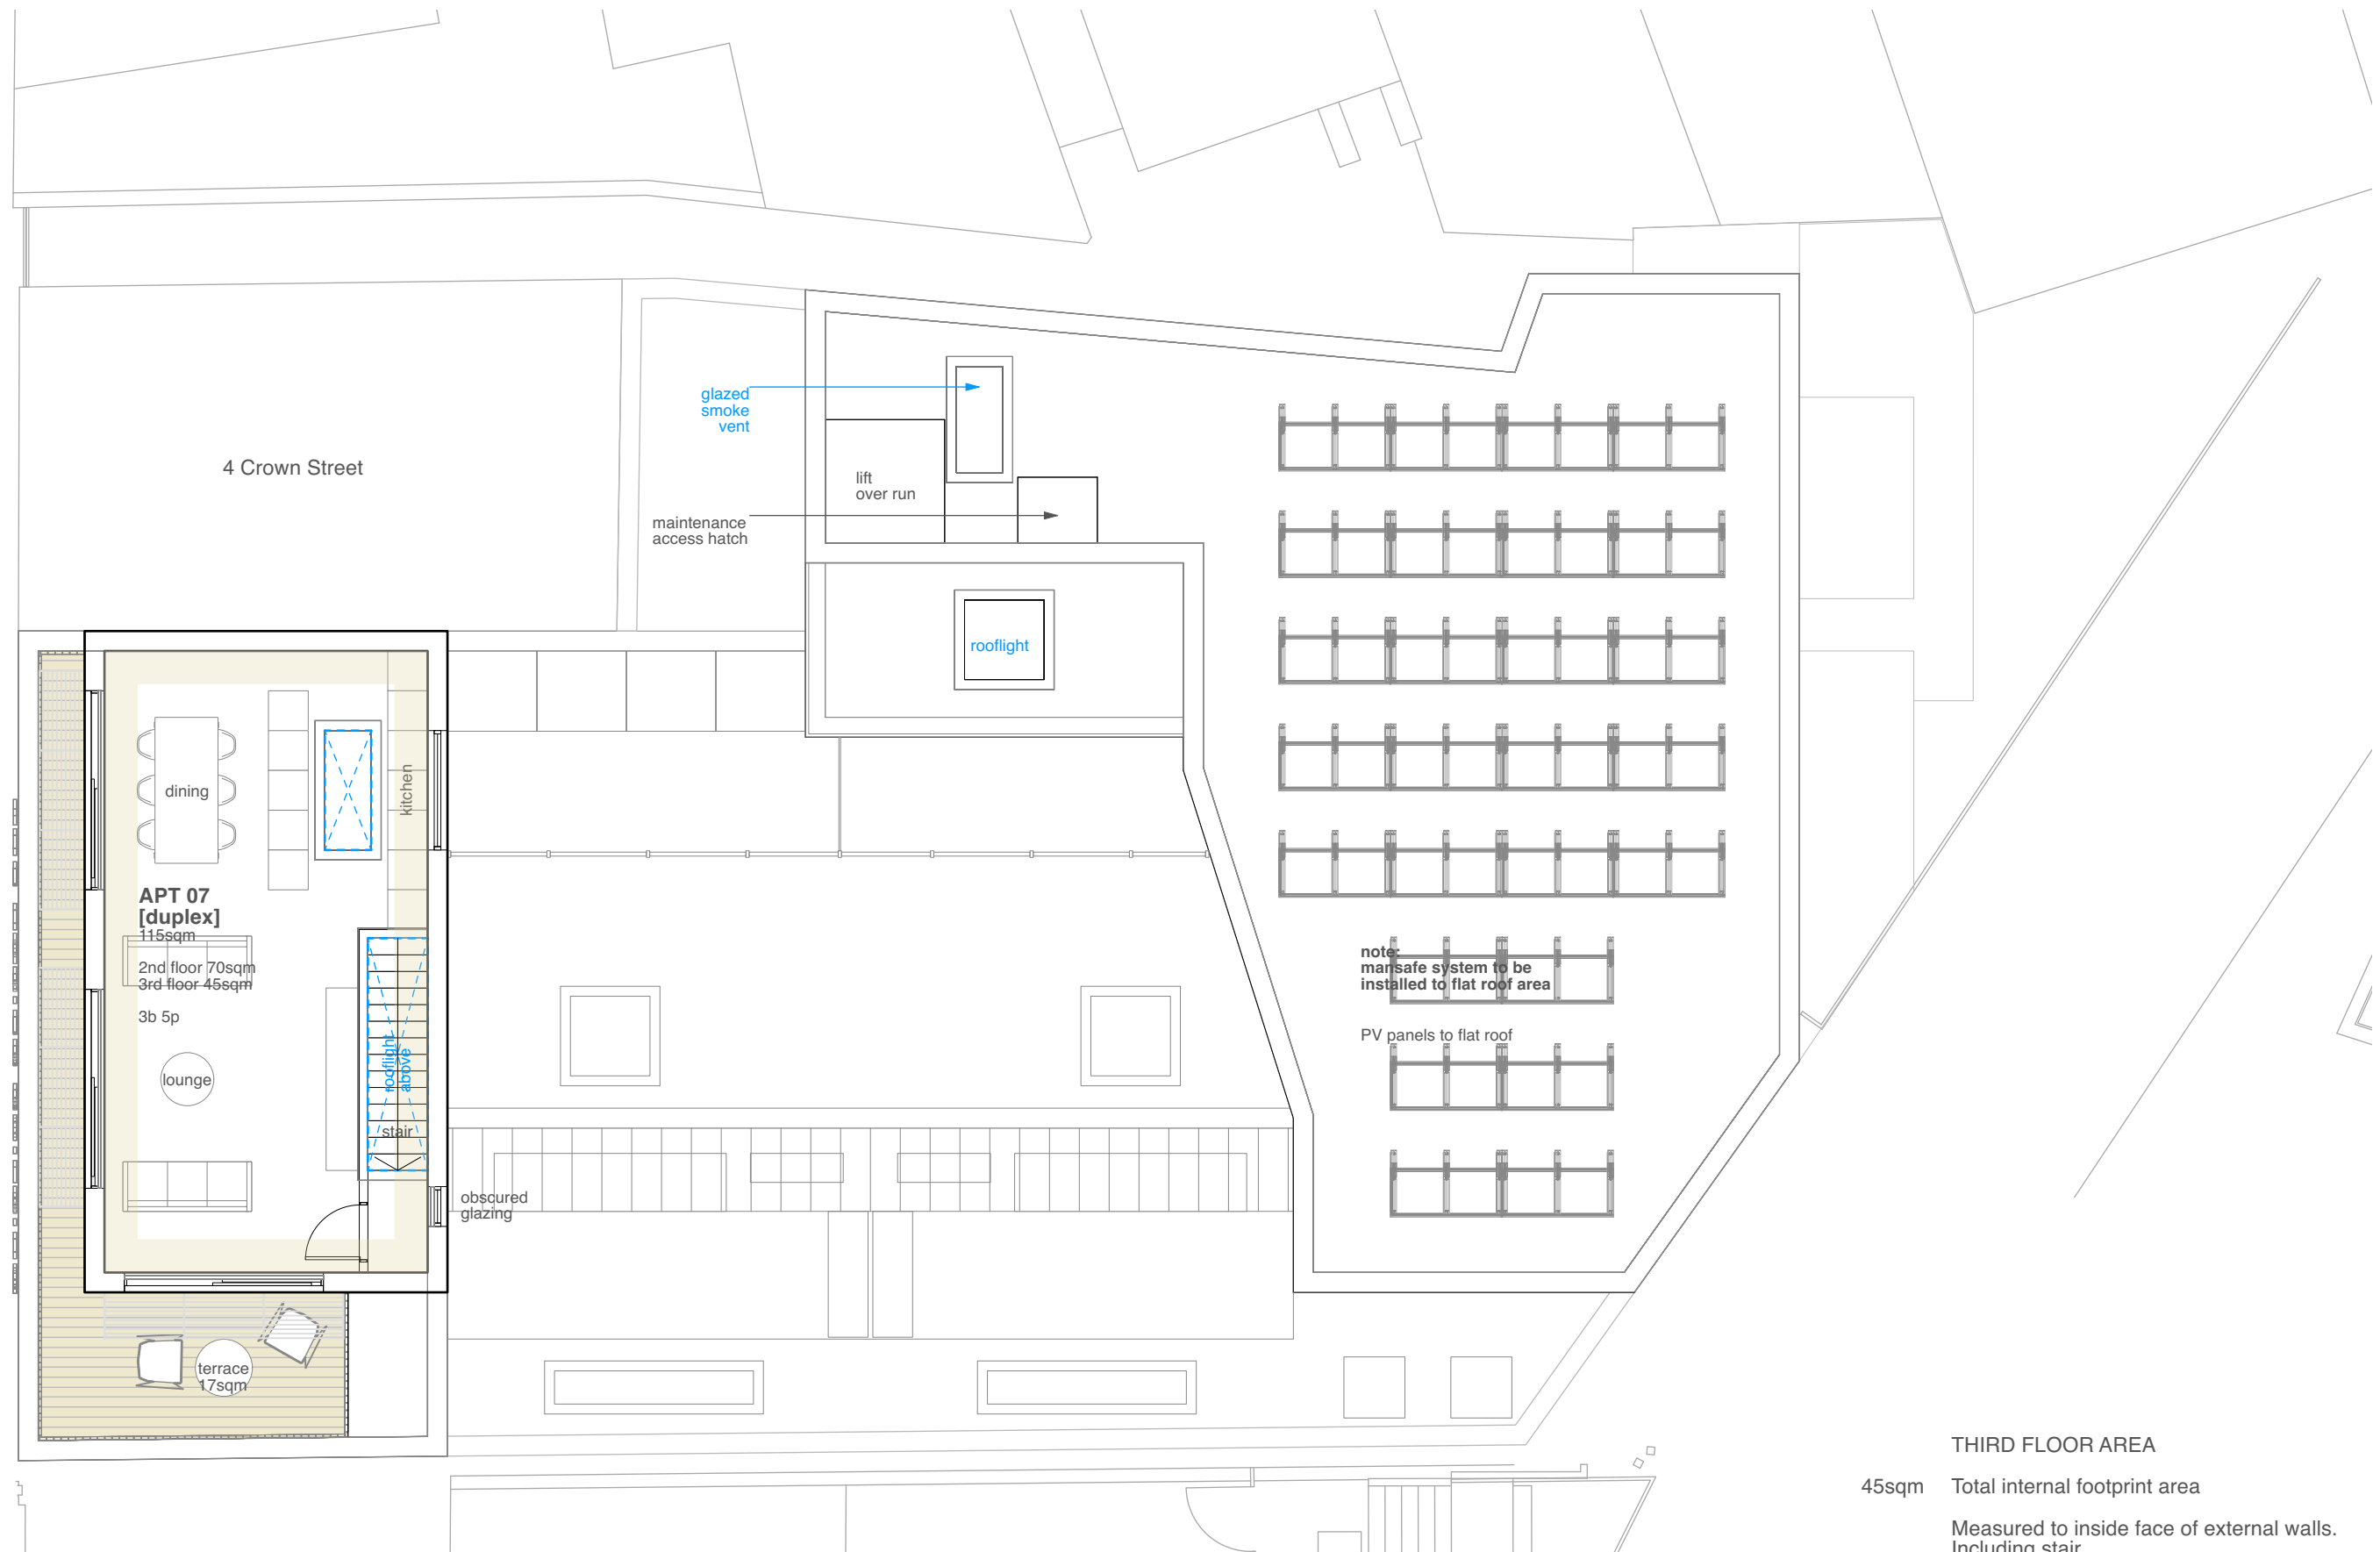 glazed
smoke
vent
4 Crown Street
lift
over run
maintenance
access hatch
rooflight
kitchen
dining
APT 07
[duplex]
115sqm
2nd floor 70sqm
3rd floor 45sqm
3b 5p
note:
mansafe system to be
installed to flat roof area
PV panels to flat roof
rooflight
above
lounge
stair
obscured
glazing
terrace
17sqm
THIRD FLOOR AREA
45sqm Total internal footprint area
Measured to inside face of external walls.
Including stair